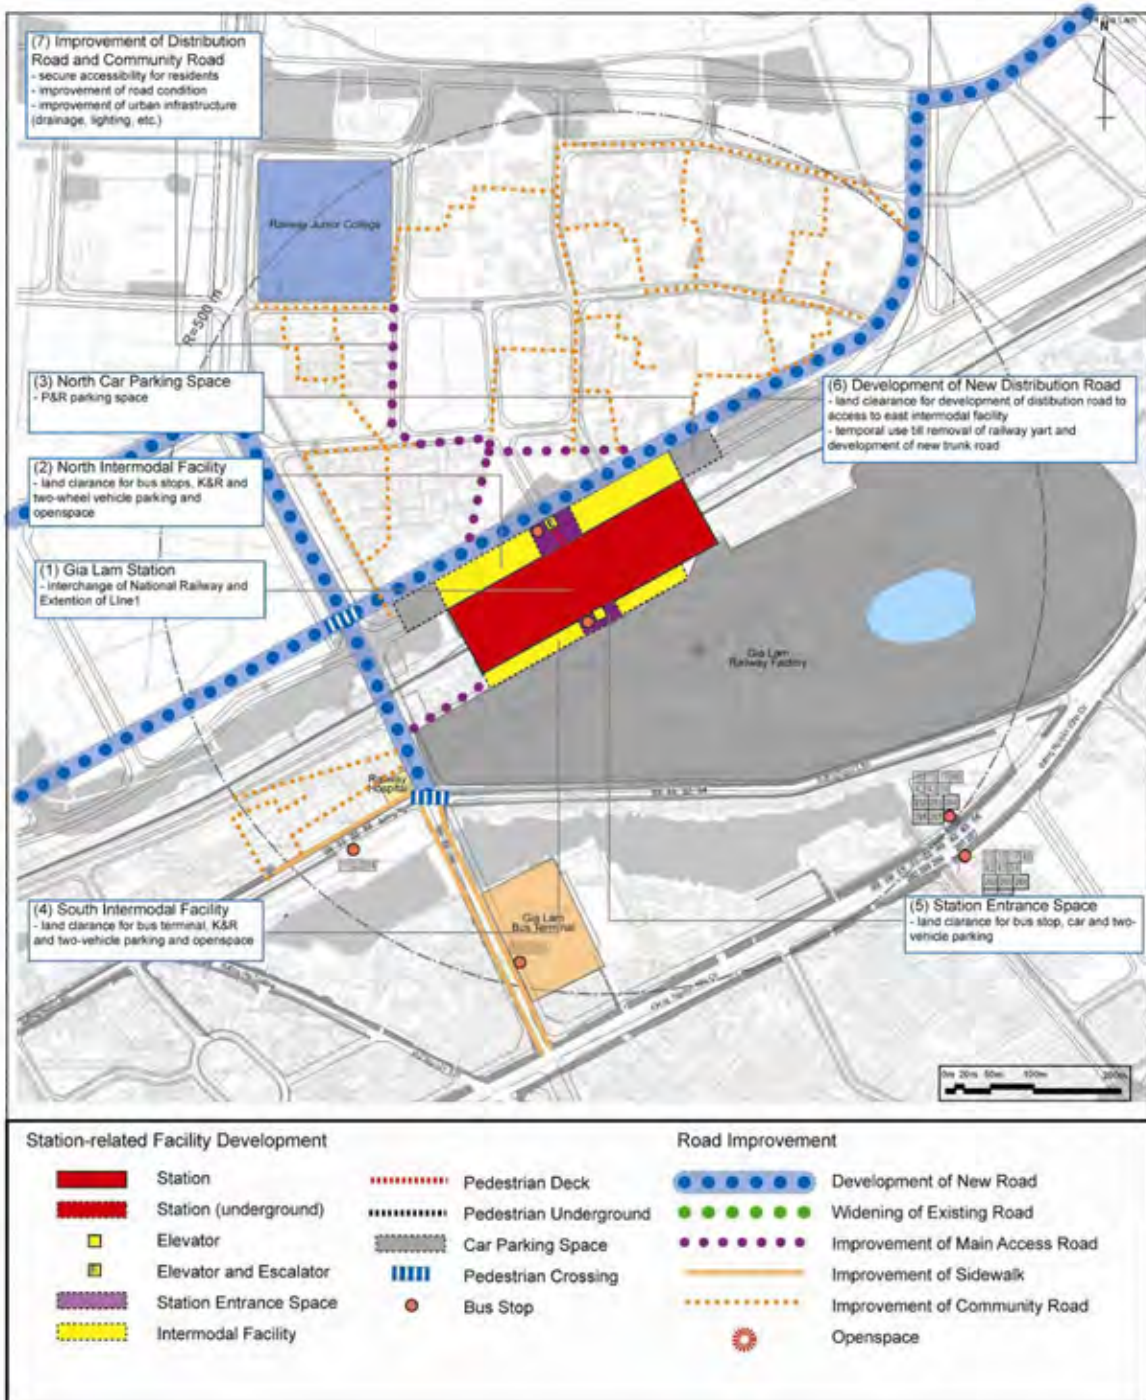 Gia Lam
N
(7) Improvement of Distribution
Road and Community Road
- secure accessibility for residents
- improvement of road condition
- improvement of urban infrastructure
(drainage, lighting, etc.)
Railway Junior College
R=500 m
(3) North Car Parking Space
- P&R parking space
(6) Development of New Distribution Road
- land clearance for development of distibution road to
access to east intermodal facility
- temporal use till removal of railway yart and
development of new trunk road
(2) North Intermodal Facility
- land clarance for bus stops, K&R and
two-wheel vehicle parking and
openspace
(1) Gia Lam Station
- Interchange of National Railway and
Extention of LIne1
Gia Lam
Railway Factory
Railway
Hospital
(4) South Intermodal Facility
- land clarance for bus terminal, K&R
and two-vehicle parking and openspace
Gia Lam
Bus Terminal
(5) Station Entrance Space
- land clarance for bus stop, car and two-
vehicle parking
0m 20m 50m 100m 200m
Station-related Facility Development
Station
Station (underground)
Elevator
Elevator and Escalator
Station Entrance Space
Intermodal Facility
Pedestrian Deck
Pedestrian Underground
Car Parking Space
Pedestrian Crossing
Bus Stop
Road Improvement
Development of New Road
Widening of Existing Road
Improvement of Main Access Road
Improvement of Sidewalk
Improvement of Community Road
Openspace